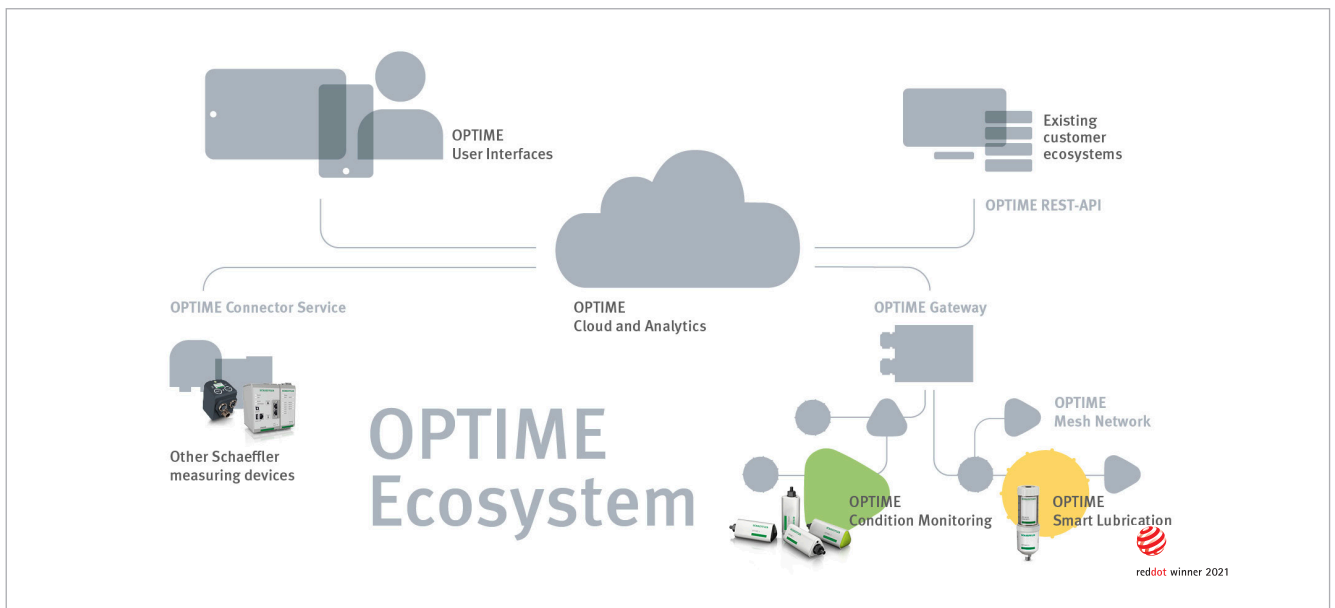 OPTIME
User Interfaces
Existing
customer
ecosystems
OPTIME REST-API
OPTIME Connector Service
OPTIME
Cloud and Analytics
OPTIME Gateway
OPTIME
Mesh Network
Other Schaeffler
measuring devices
OPTIME
Ecosystem
OPTIME
Condition Monitoring
OPTIME
Smart Lubrication
reddot winner 2021